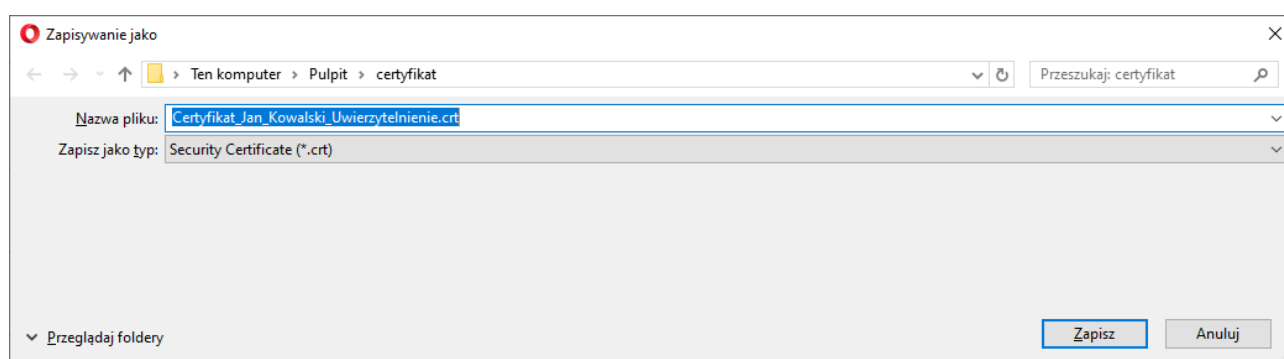 Zapisywanie jako
Ten komputer > Pulpit > certyfikat
Przeszukaj: certyfikat
Nazwa pliku: Certyfikat_Jan_Kowalski_Uwierzytelnienie.crt
Zapisz jako typ: Security Certificate (*.crt)
Przeglądaj foldery
Zapisz
Anuluj